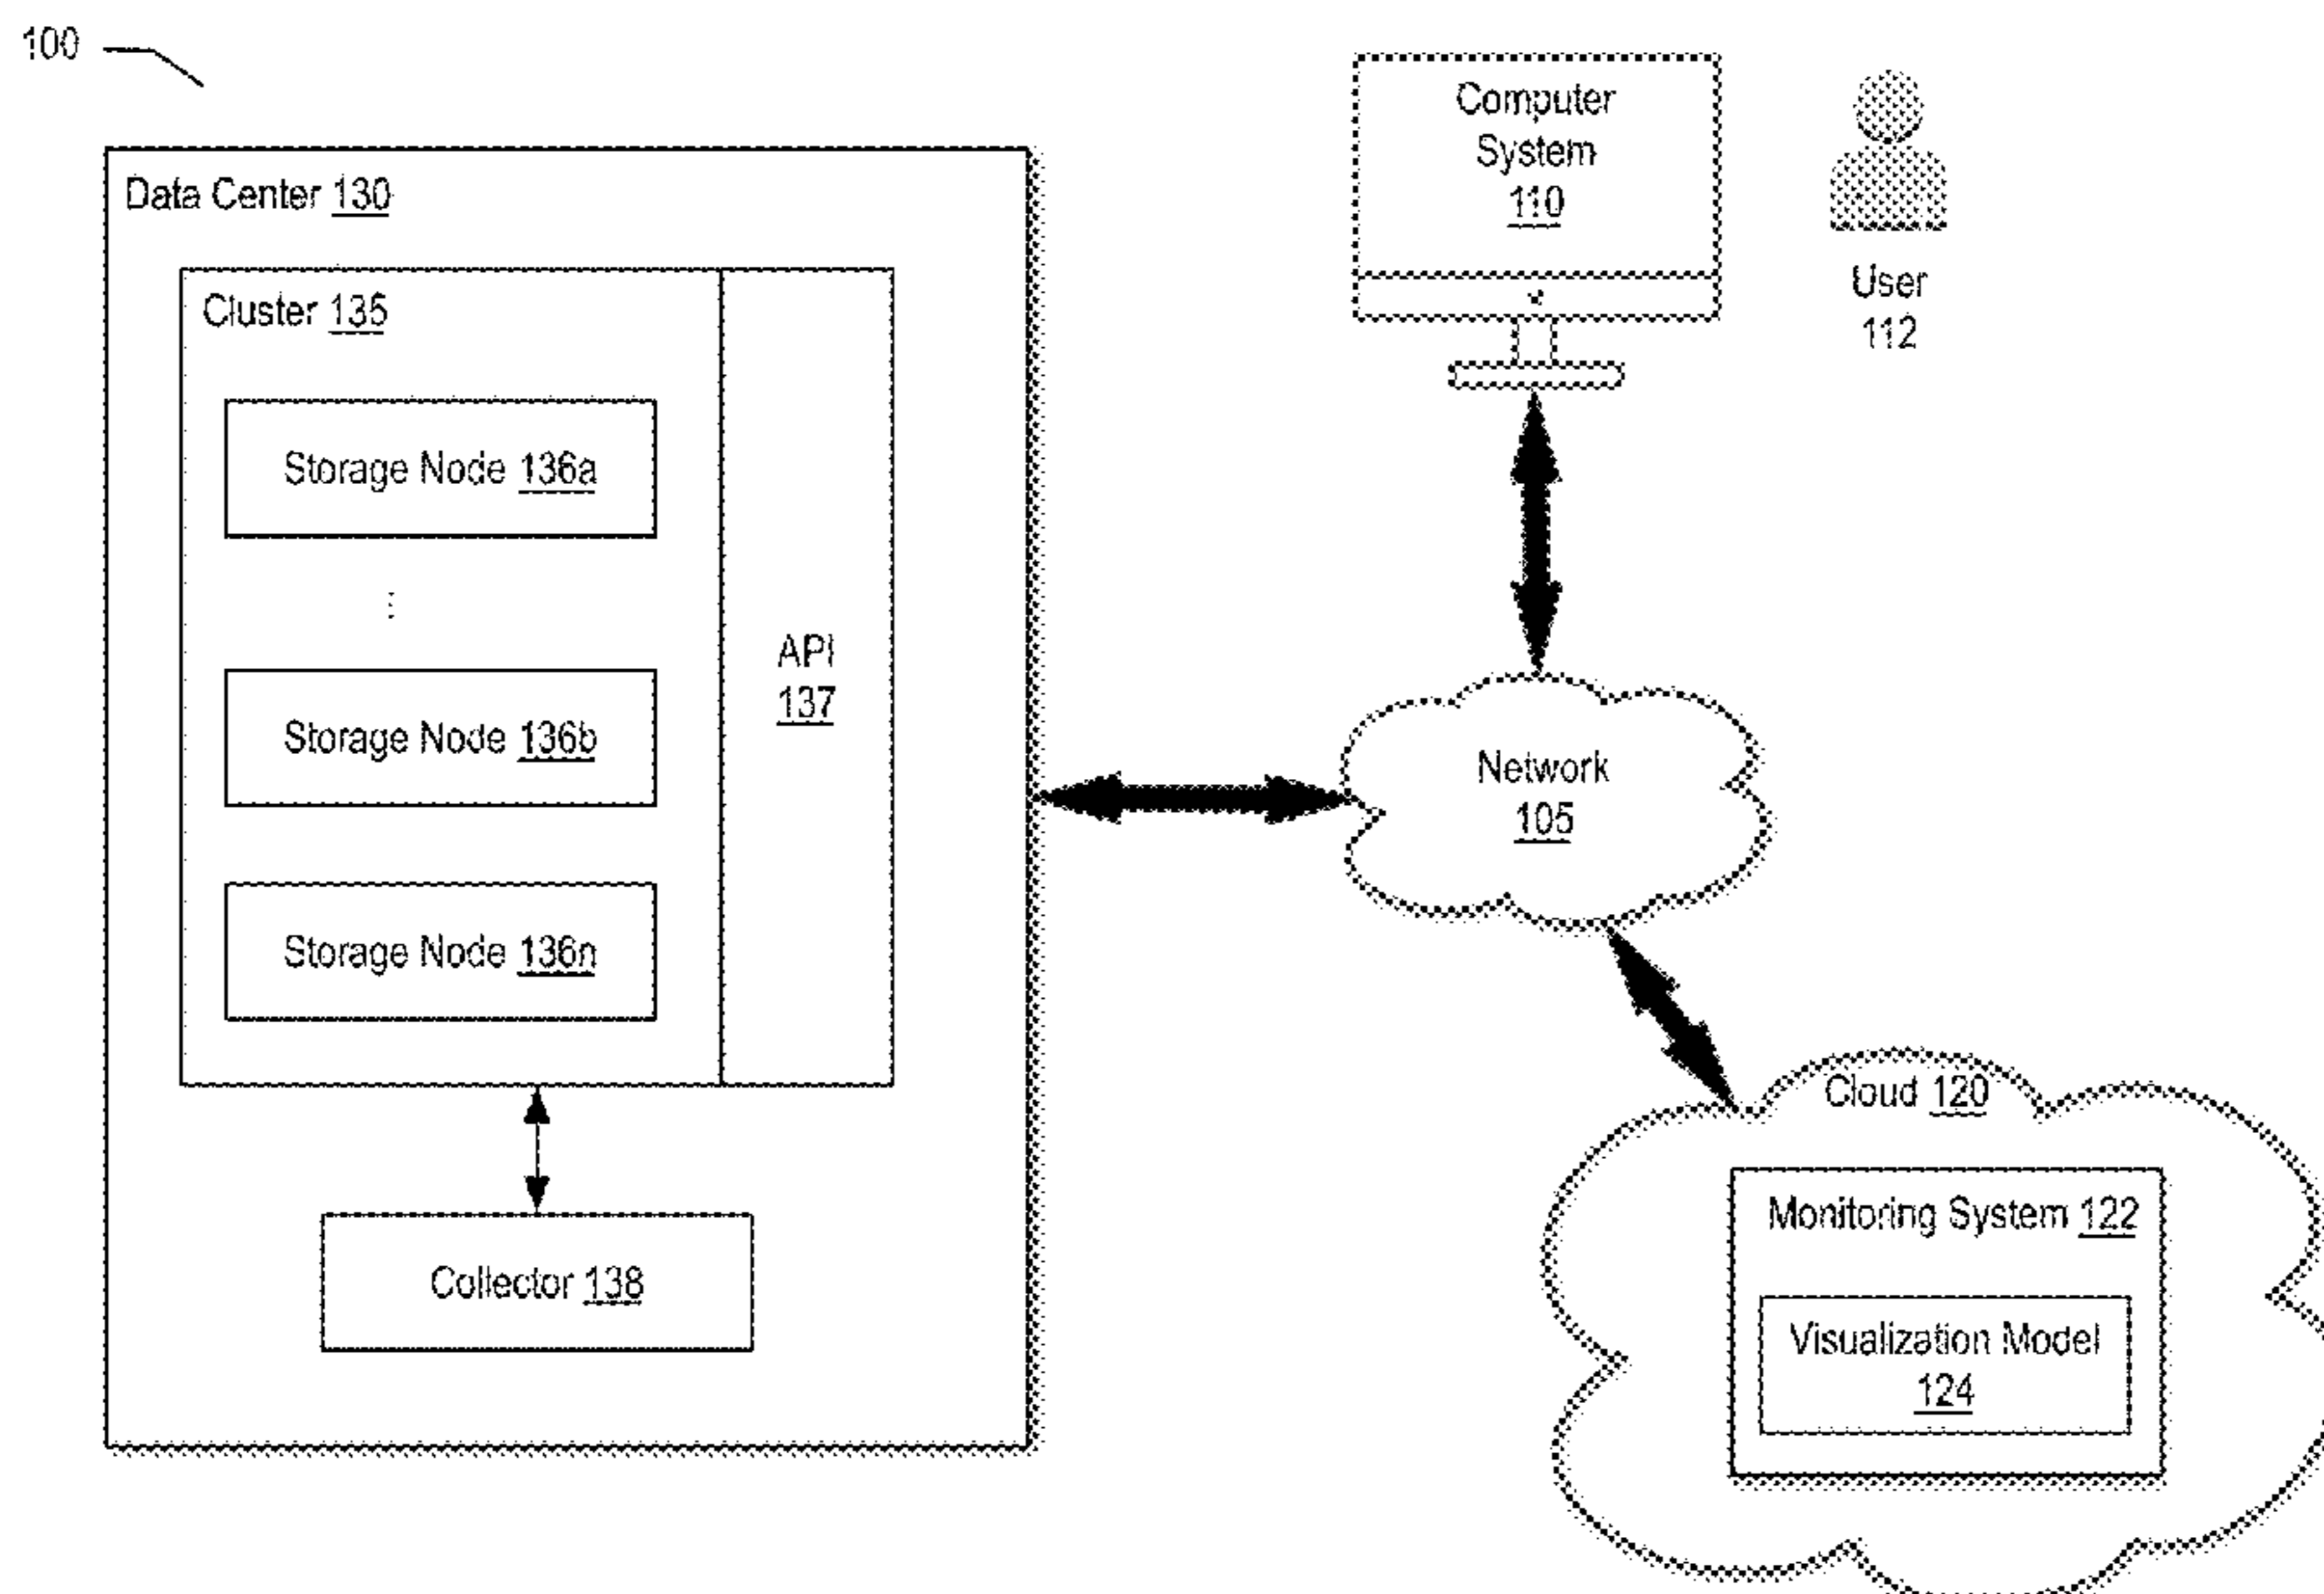 100
Data Center 130
Cluster 135
Storage Node 136a
⋮
Storage Node 136b
Storage Node 136n
API
137
Collector 138
Computer
System
110
User
112
Network
105
Cloud 120
Monitoring System 122
Visualization Model
124